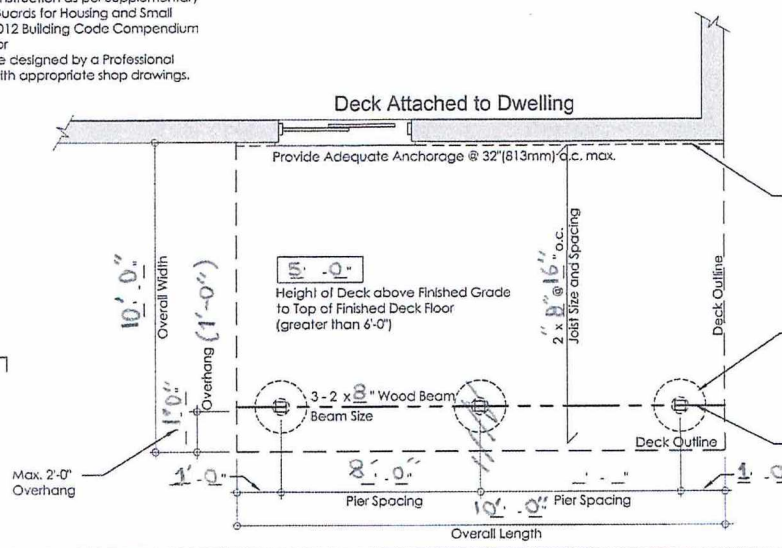 nstruction as per supplementary
Guards for Housing and Small
012 Building Code Compendium
or
e designed by a Professional
ith appropriate shop drawings.
Deck Attached to Dwelling
Provide Adequate Anchorage @ 32"(813mm) o.c. max.
10'-0"
Overall Width
Overhang (1'-0")
1'-0"
5'-0"
Height of Deck above Finished Grade
to Top of Finished Deck Floor
(greater than 6'-0")
2 x 8" @ 16" o.c.
Joist Size and Spacing
Deck Outline
3 - 2 x 8" Wood Beam
Beam Size
Deck Outline
Max. 2'-0"
Overhang
1'-0"
8'-0"
'-"
1'-0
Pier Spacing
10'-0"
Pier Spacing
Overall Length